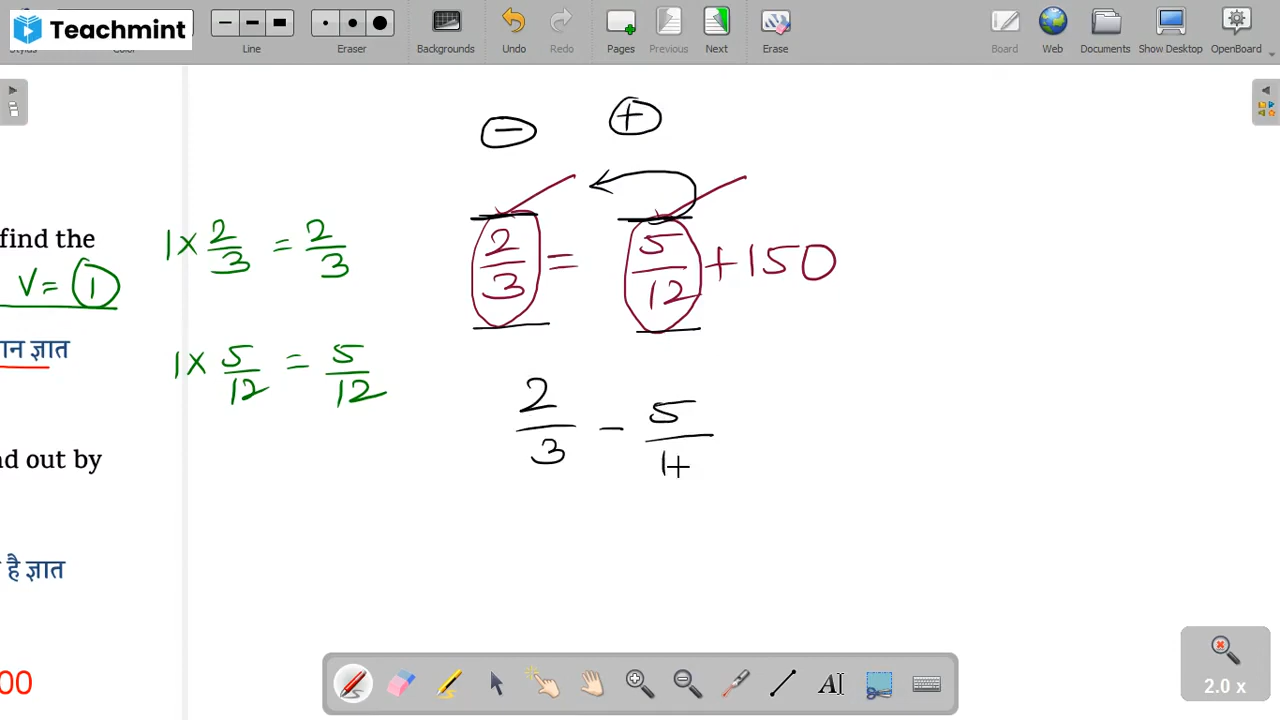 Teachmint
Line
Eraser
Backgrounds
Undo
Redo
Pages
Previous
Next
Erase
Board
Web
Documents
Show Desktop
OpenBoard
find the
V = 1
ान ज्ञात
nd out by
है ज्ञात
00
1 × 2/3 = 2/3
1 × 5/12 = 5/12
− +
2/3 = 5/12 + 150
2/3 − 5/14
2.0 x